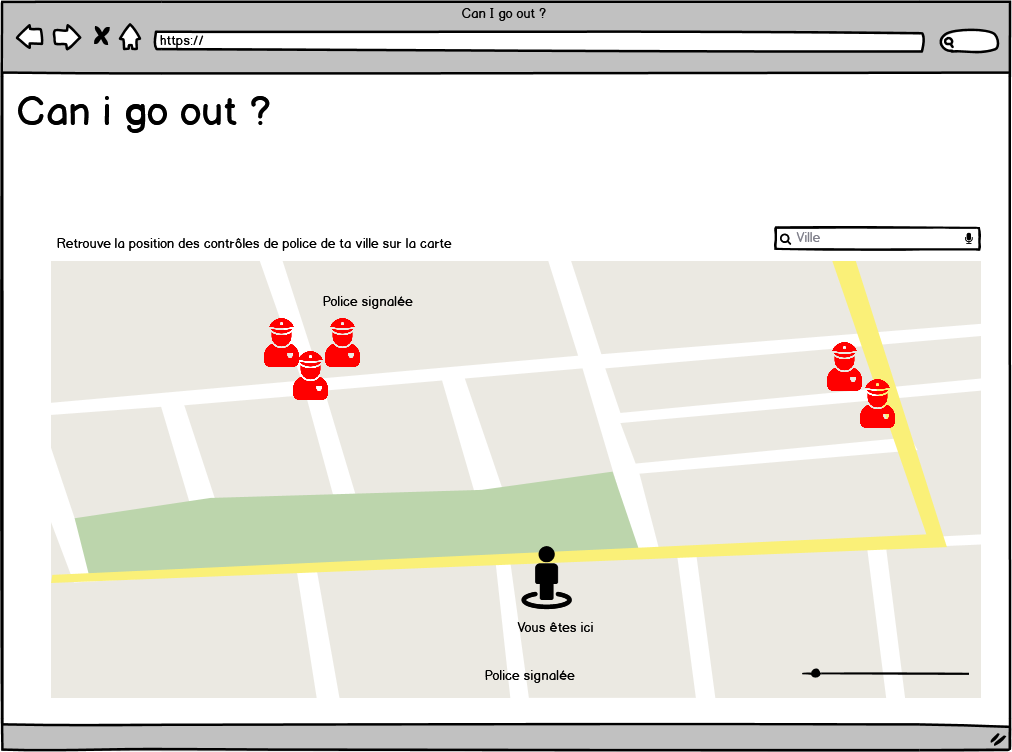 Can I go out ?
https://
Can i go out ?
Retrouve la position des contrôles de police de ta ville sur la carte
Ville
Police signalée
Vous êtes ici
Police signalée